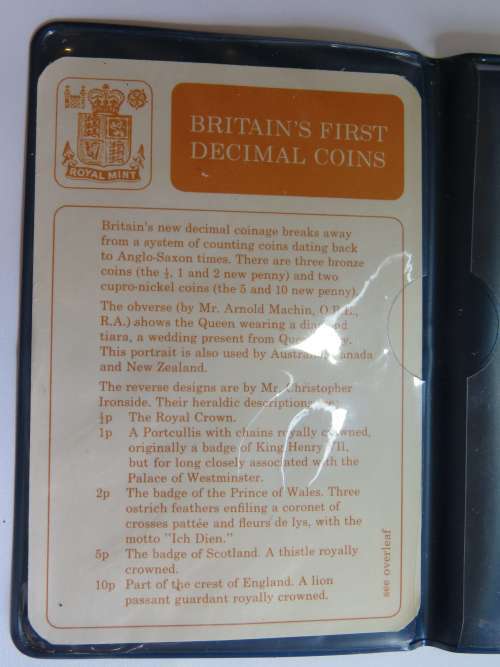 ROYAL MINT
BRITAIN'S FIRST
DECIMAL COINS
Britain's new decimal coinage breaks away
from a system of counting coins dating back
to Anglo-Saxon times. There are three bronze
coins (the ½, 1 and 2 new penny) and two
cupro-nickel coins (the 5 and 10 new penny).
The obverse (by Mr. Arnold Machin, O.B.E.,
R.A.) shows the Queen wearing a diamond
tiara, a wedding present from Queen
This portrait is also used by Australia, Canada
and New Zealand.
The reverse designs are by Mr. Christopher
Ironside. Their heraldic descriptions are:
½p The Royal Crown.
1p A Portcullis with chains royally crowned,
originally a badge of King Henry VII,
but for long closely associated with the
Palace of Westminster.
2p The badge of the Prince of Wales. Three
ostrich feathers enfiling a coronet of
crosses pattée and fleurs de lys, with the
motto "Ich Dien."
5p The badge of Scotland. A thistle royally
crowned.
10p Part of the crest of England. A lion
passant guardant royally crowned.
see overleaf